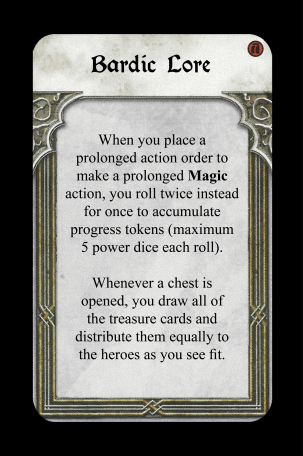 Bardic Lore
When you place a
prolonged action order to
make a prolonged Magic
action, you roll twice instead
for once to accumulate
progress tokens (maximum
5 power dice each roll).
Whenever a chest is
opened, you draw all of
the treasure cards and
distribute them equally to
the heroes as you see fit.